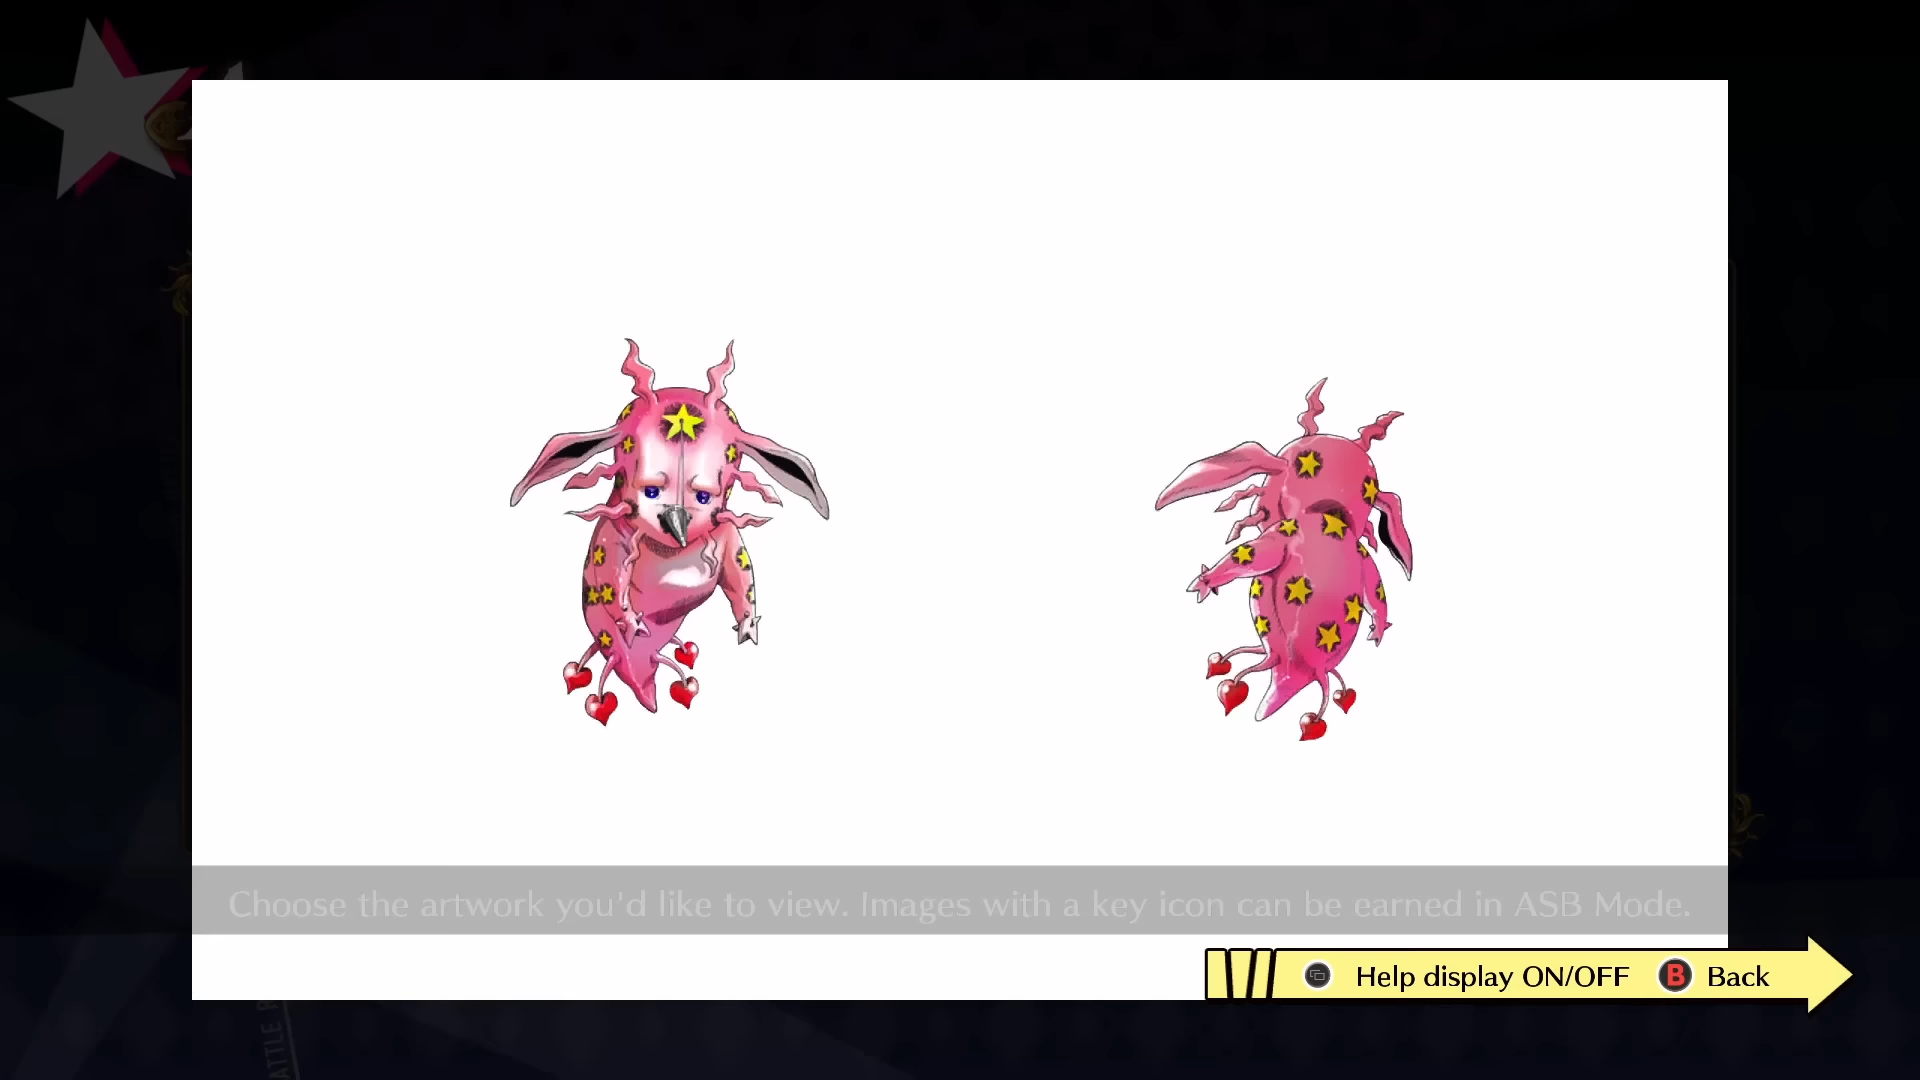 Choose the artwork you'd like to view. Images with a key icon can be earned in ASB Mode.
Help display ON/OFF B Back